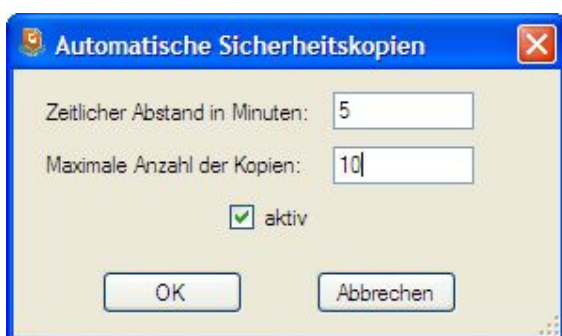 Automatische Sicherheitskopien
Zeitlicher Abstand in Minuten: 5
Maximale Anzahl der Kopien: 10
aktiv
OK Abbrechen